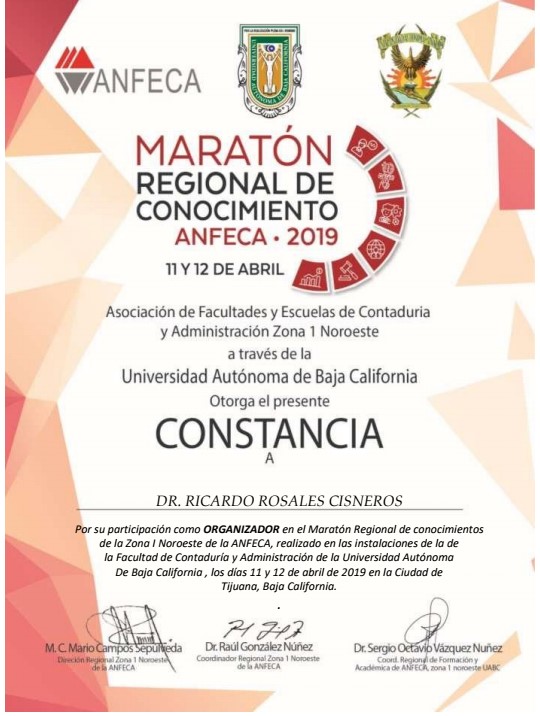 ANFECA
POR LA REALIZACIÓN PLENA DEL HOMBRE
UNIVERSIDAD AUTÓNOMA DE BAJA CALIFORNIA
MARATÓN
REGIONAL DE
CONOCIMIENTO
ANFECA • 2019
11 Y 12 DE ABRIL
Asociación de Facultades y Escuelas de Contaduria
y Administración Zona 1 Noroeste
a través de la
Universidad Autónoma de Baja California
Otorga el presente
CONSTANCIA
A
DR. RICARDO ROSALES CISNEROS
Por su participación como ORGANIZADOR en el Maratón Regional de conocimientos
de la Zona I Noroeste de la ANFECA, realizado en las instalaciones de la de
la Facultad de Contaduría y Administración de la Universidad Autónoma
De Baja California , los días 11 y 12 de abril de 2019 en la Ciudad de
Tijuana, Baja California.
.
M. C. Mario Campos Sepúlveda
Dirección Regional Zona 1 Noroeste
de la ANFECA
Dr. Raúl González Núñez
Coordinador Regional Zona 1 Noroeste
de la ANFECA
Dr. Sergio Octavio Vázquez Nuñez
Coord. Regional de Formación y
Académica de ANFECA, zona 1 noroeste UABC